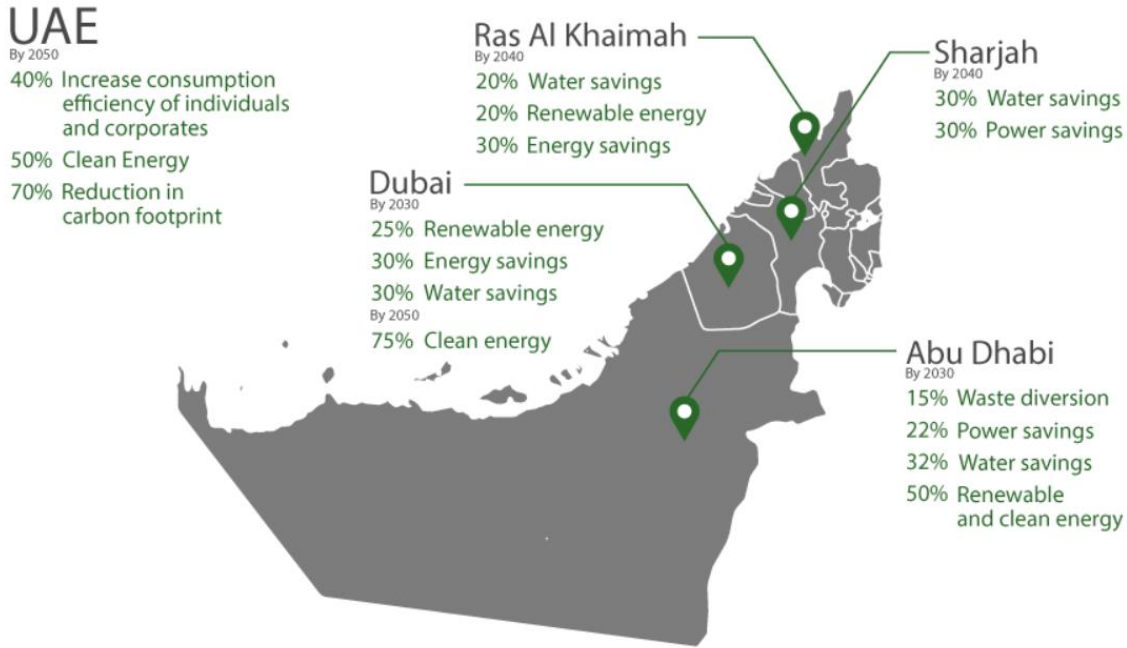 UAE
By 2050
40% Increase consumption
efficiency of individuals
and corporates
50% Clean Energy
70% Reduction in
carbon footprint
Ras Al Khaimah
By 2040
20% Water savings
20% Renewable energy
30% Energy savings
Sharjah
By 2040
30% Water savings
30% Power savings
Dubai
By 2030
25% Renewable energy
30% Energy savings
30% Water savings
By 2050
75% Clean energy
Abu Dhabi
By 2030
15% Waste diversion
22% Power savings
32% Water savings
50% Renewable
and clean energy